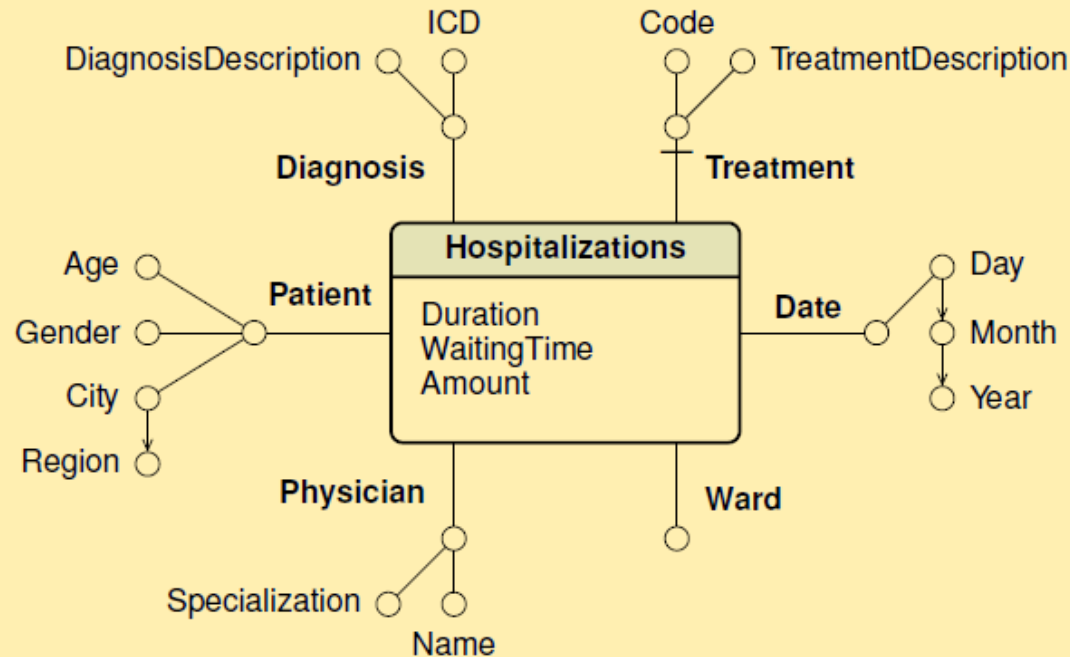 ICD
Code
DiagnosisDescription
TreatmentDescription
Diagnosis
Treatment
Hospitalizations
Age
Day
Patient
Date
Duration
Gender
Month
WaitingTime
Amount
City
Year
Region
Physician
Ward
Specialization
Name